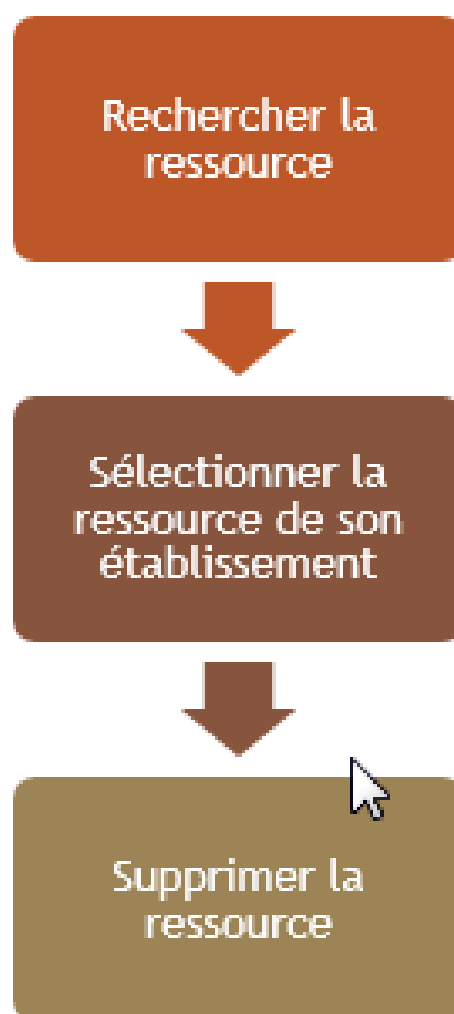 Rechercher la
ressource
Sélectionner la
ressource de son
établissement
Supprimer la
ressource